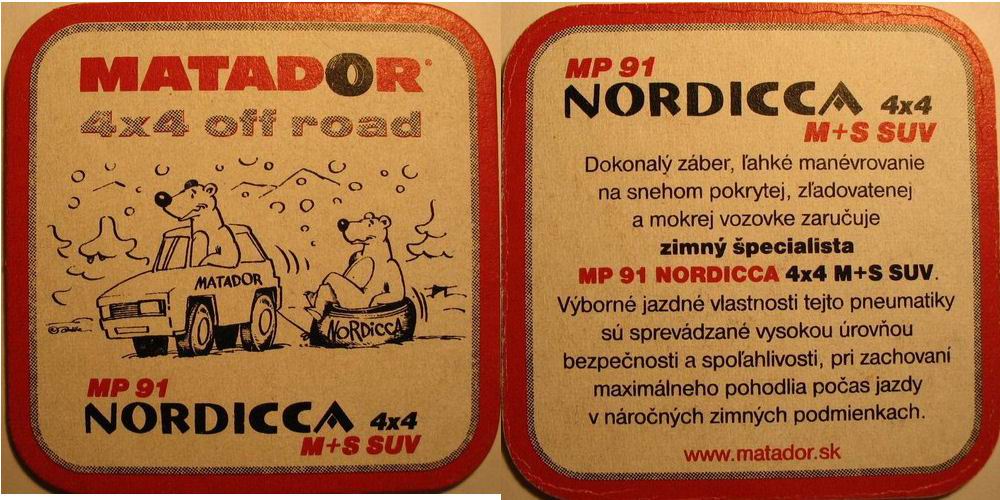 MATADOR
4x4 off road
MATADOR
NORDICCA
MP 91
NORDICCA 4x4
M+S SUV
MP 91
NORDICCA 4x4
M+S SUV
Dokonalý záber, ľahké manévrovanie
na snehom pokrytej, zľadovatenej
a mokrej vozovke zaručuje
zimný špecialista
MP 91 NORDICCA 4x4 M+S SUV.
Výborné jazdné vlastnosti tejto pneumatiky
sú sprevádzané vysokou úrovňou
bezpečnosti a spoľahlivosti, pri zachovaní
maximálneho pohodlia počas jazdy
v náročných zimných podmienkach.
www.matador.sk